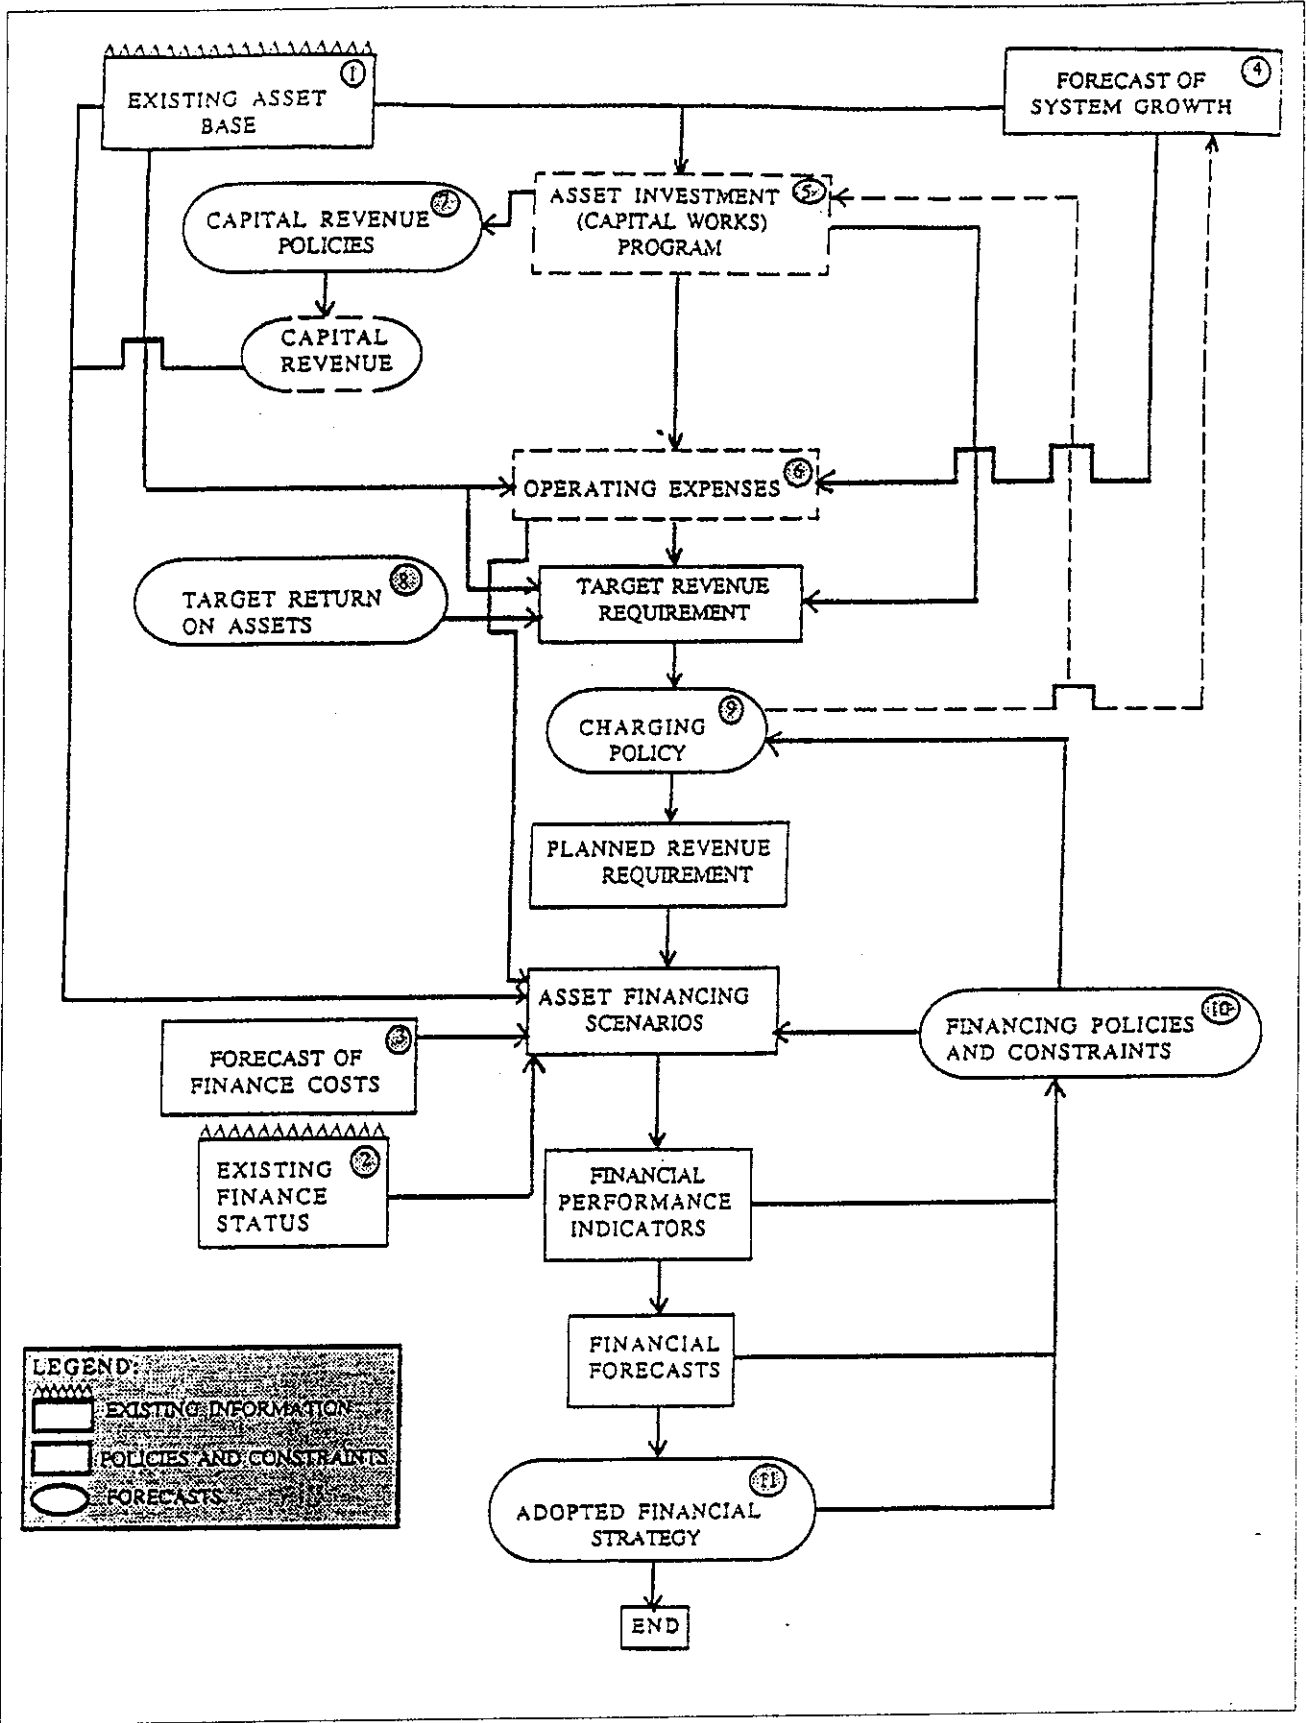 1
EXISTING ASSET
BASE
4
FORECAST OF
SYSTEM GROWTH
7
CAPITAL REVENUE
POLICIES
5
ASSET INVESTMENT
(CAPITAL WORKS)
PROGRAM
CAPITAL
REVENUE
6
OPERATING EXPENSES
8
TARGET RETURN
ON ASSETS
TARGET REVENUE
REQUIREMENT
9
CHARGING
POLICY
PLANNED REVENUE
REQUIREMENT
ASSET FINANCING
SCENARIOS
10
FINANCING POLICIES
AND CONSTRAINTS
3
FORECAST OF
FINANCE COSTS
2
EXISTING
FINANCE
STATUS
FINANCIAL
PERFORMANCE
INDICATORS
FINANCIAL
FORECASTS
LEGEND:
EXISTING INFORMATION
POLICIES AND CONSTRAINTS
FORECASTS
11
ADOPTED FINANCIAL
STRATEGY
END